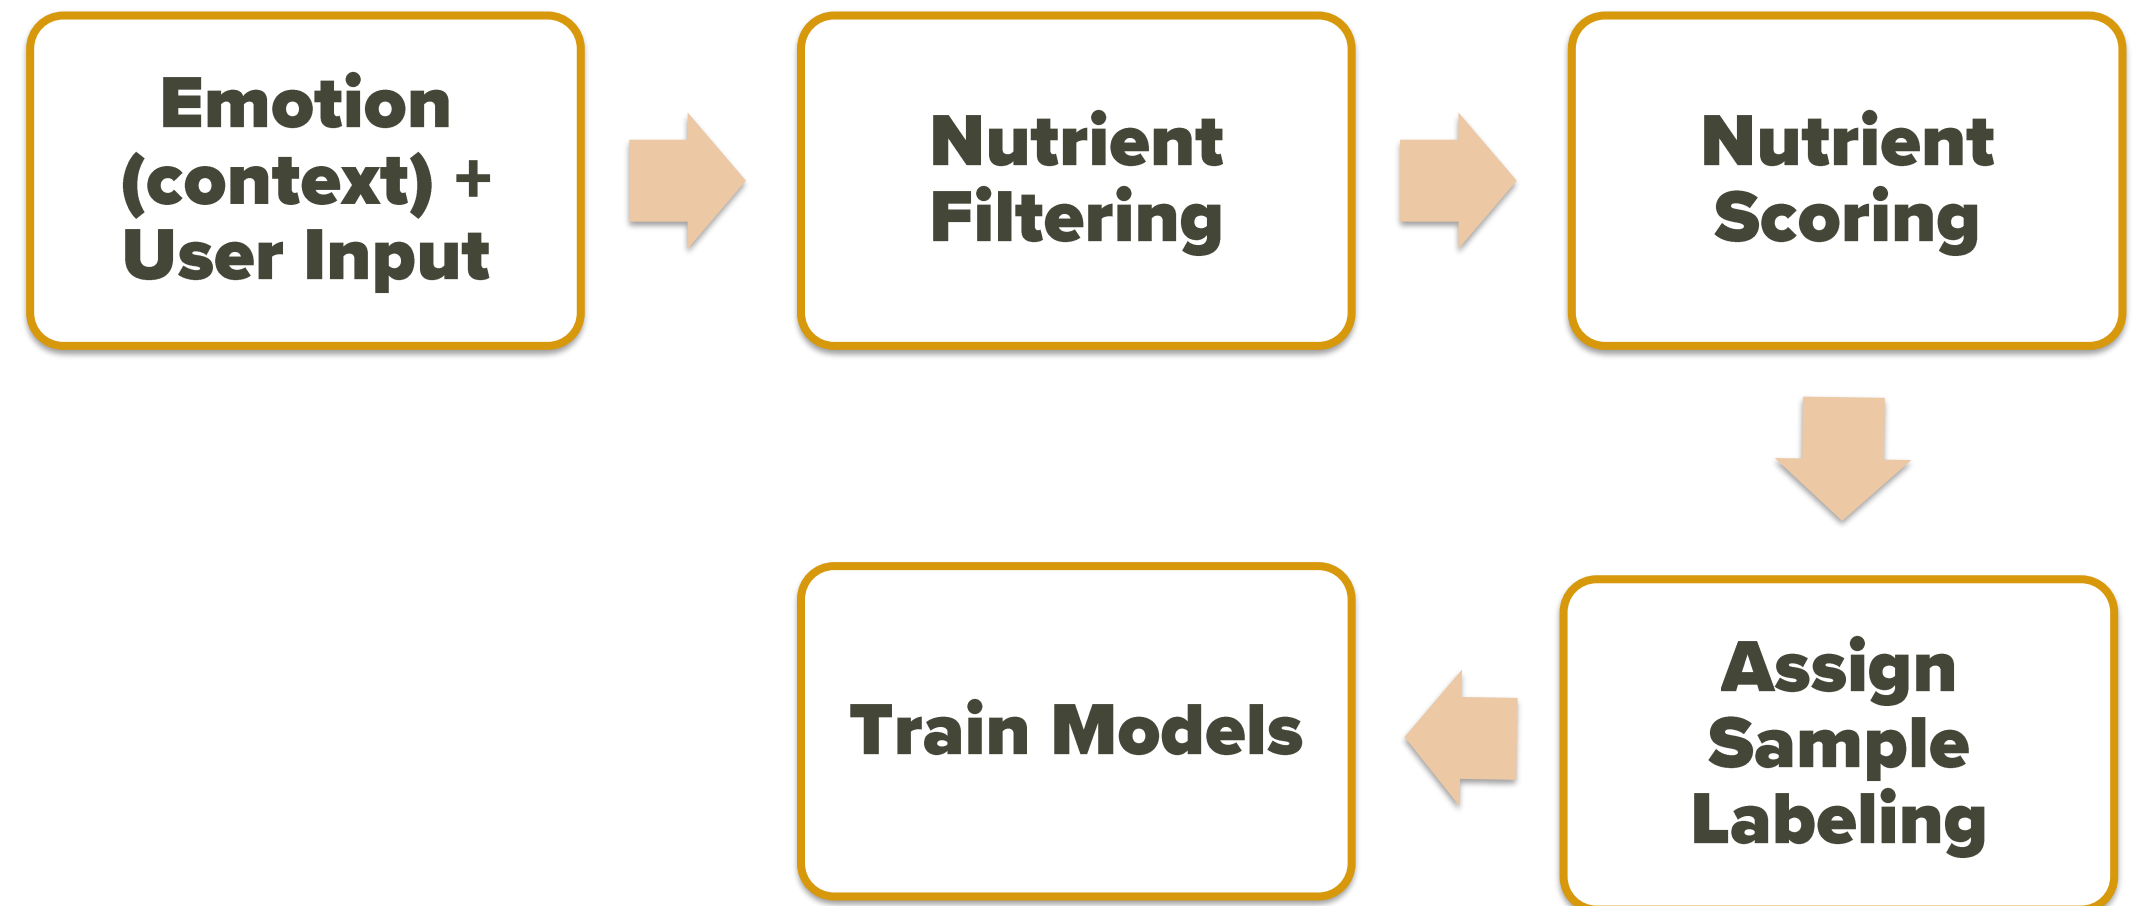 Emotion
(context) +
User Input
Nutrient
Filtering
Nutrient
Scoring
Assign
Sample
Labeling
Train Models